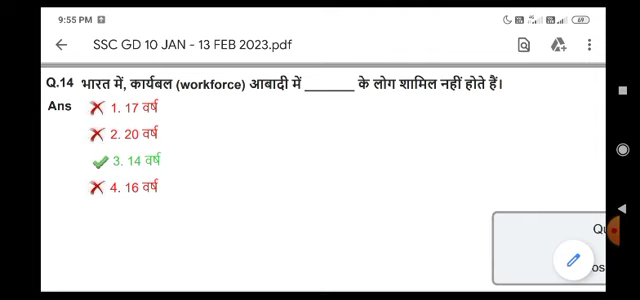 9:55 PM
69
SSC GD 10 JAN - 13 FEB 2023.pdf
Q.14 भारत में, कार्यबल (workforce) आबादी में _______ के लोग शामिल नहीं होते हैं।
Ans 1. 17 वर्ष
2. 20 वर्ष
3. 14 वर्ष
4. 16 वर्ष